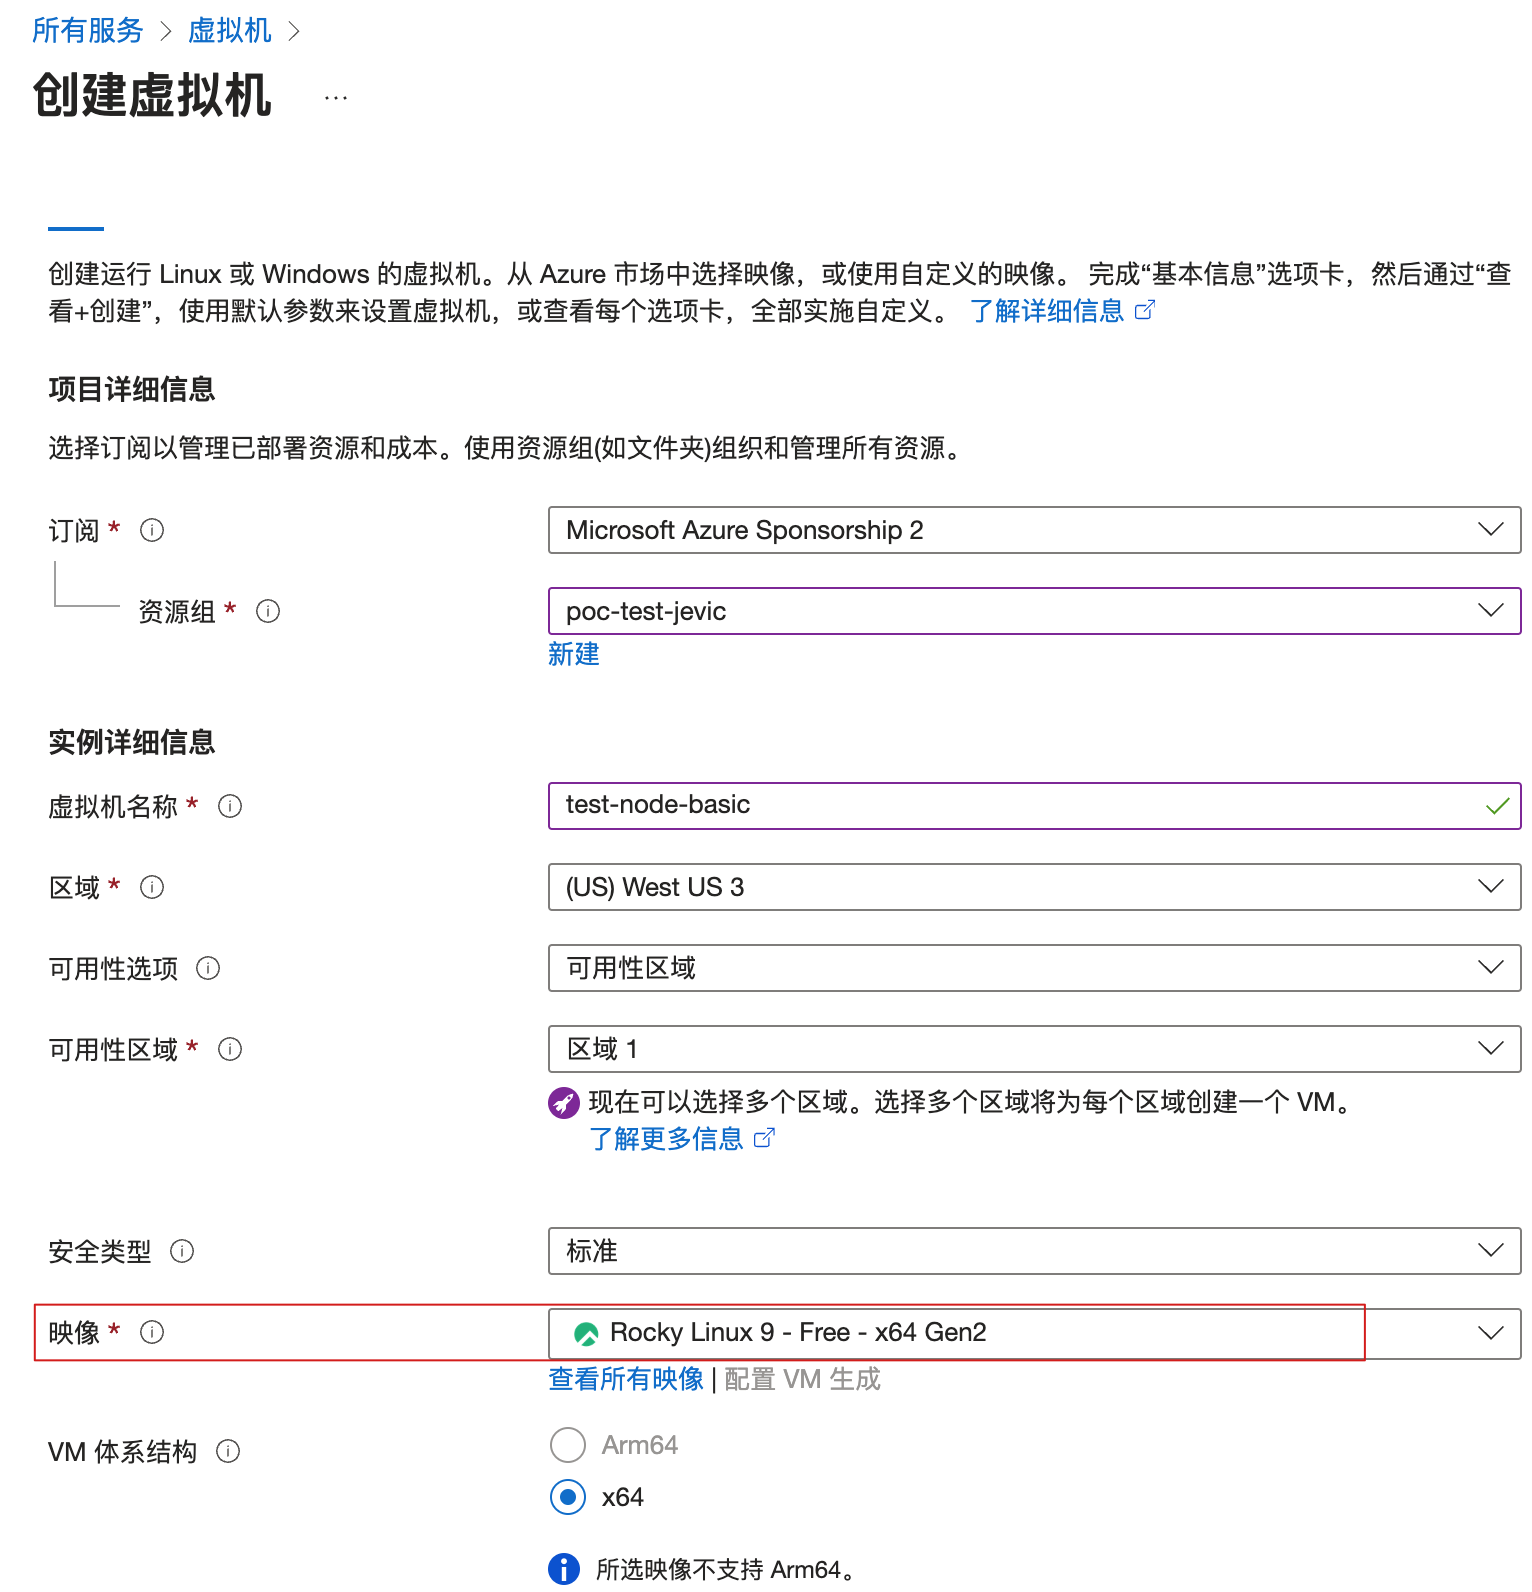 所有服务 > 虚拟机 >
创建虚拟机 ...
创建运行 Linux 或 Windows 的虚拟机。从 Azure 市场中选择映像，或使用自定义的映像。 完成“基本信息”选项卡，然后通过“查
看+创建”，使用默认参数来设置虚拟机，或查看每个选项卡，全部实施自定义。 了解详细信息
项目详细信息
选择订阅以管理已部署资源和成本。使用资源组(如文件夹)组织和管理所有资源。
订阅 * Microsoft Azure Sponsorship 2
资源组 * poc-test-jevic
新建
实例详细信息
虚拟机名称 * test-node-basic
区域 * (US) West US 3
可用性选项 可用性区域
可用性区域 * 区域 1
现在可以选择多个区域。选择多个区域将为每个区域创建一个 VM。
了解更多信息
安全类型 标准
映像 * Rocky Linux 9 - Free - x64 Gen2
查看所有映像 | 配置 VM 生成
VM 体系结构 Arm64
x64
所选映像不支持 Arm64。